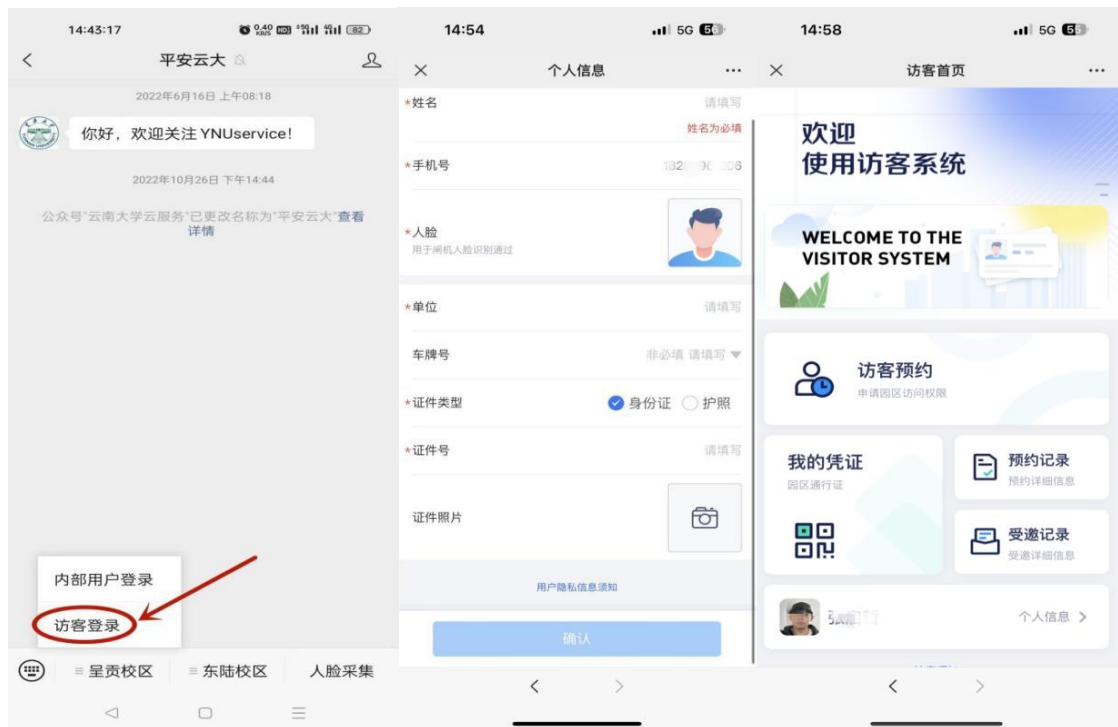 14:43:17
0.40 KB/S HD 5G 4G 82
平安云大
2022年6月16日 上午08:18
你好，欢迎关注 YNUservice！
2022年10月26日 下午14:44
公众号"云南大学云服务"已更改名称为"平安云大"查看
详情
内部用户登录
访客登录
呈贡校区
东陆校区
人脸采集
14:54
5G 56
个人信息
*姓名
请填写
姓名为必填
*手机号
*人脸
用于闸机人脸识别通过
*单位
请填写
车牌号
非必填 请填写
*证件类型
身份证 护照
*证件号
请填写
证件照片
用户隐私信息须知
确认
14:58
5G 55
访客首页
欢迎
使用访客系统
WELCOME TO THE
VISITOR SYSTEM
访客预约
申请园区访问权限
我的凭证
园区通行证
预约记录
预约详细信息
受邀记录
受邀详细信息
个人信息